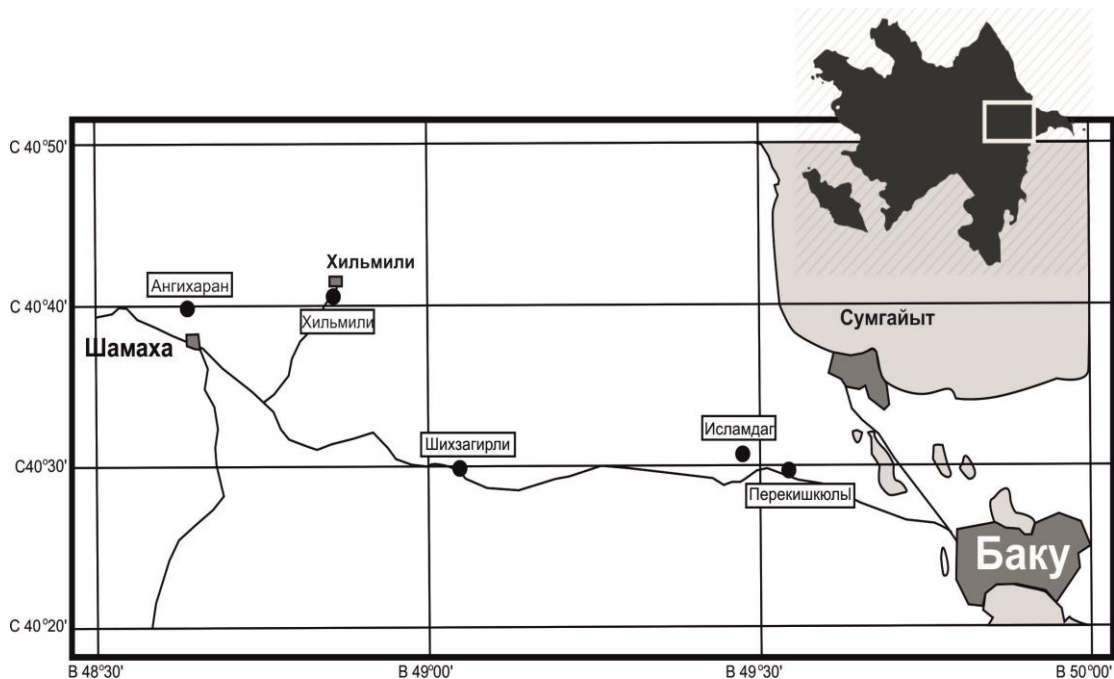 С 40°50'
Хильмили
Ангихаран
С 40°40'
Хильмили
Сумгайыт
Шамаха
Исламдаг
Шихзагирли
С40°30'
ПерекишкюлЫ
Баку
С 40°20'
В 48°30'
В 49°00'
В 49°30'
В 50°00'